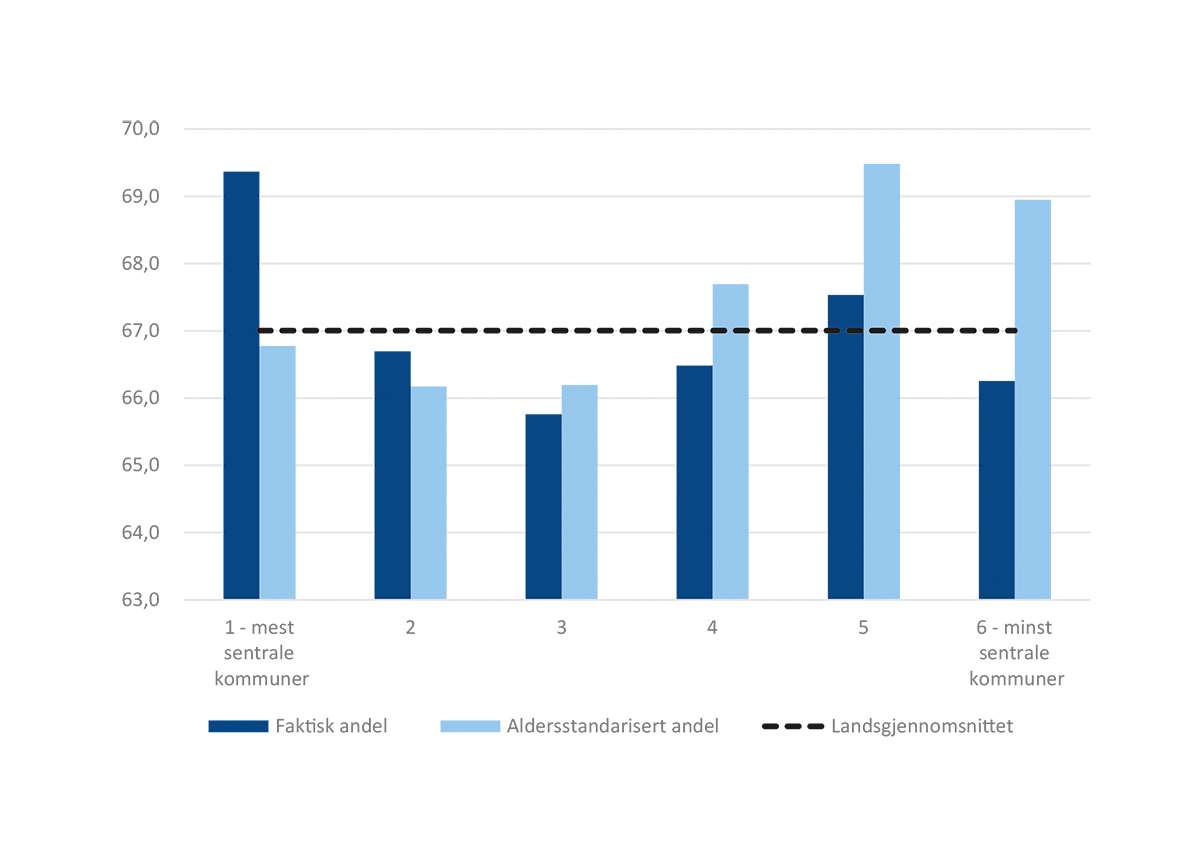 70,0
69,0
68,0
67,0
66,0
65,0
64,0
63,0
1 - mest
sentrale
kommuner
2
3
4
5
6 - minst
sentrale
kommuner
Faktisk andel
Aldersstandarisert andel
Landsgjennomsnittet